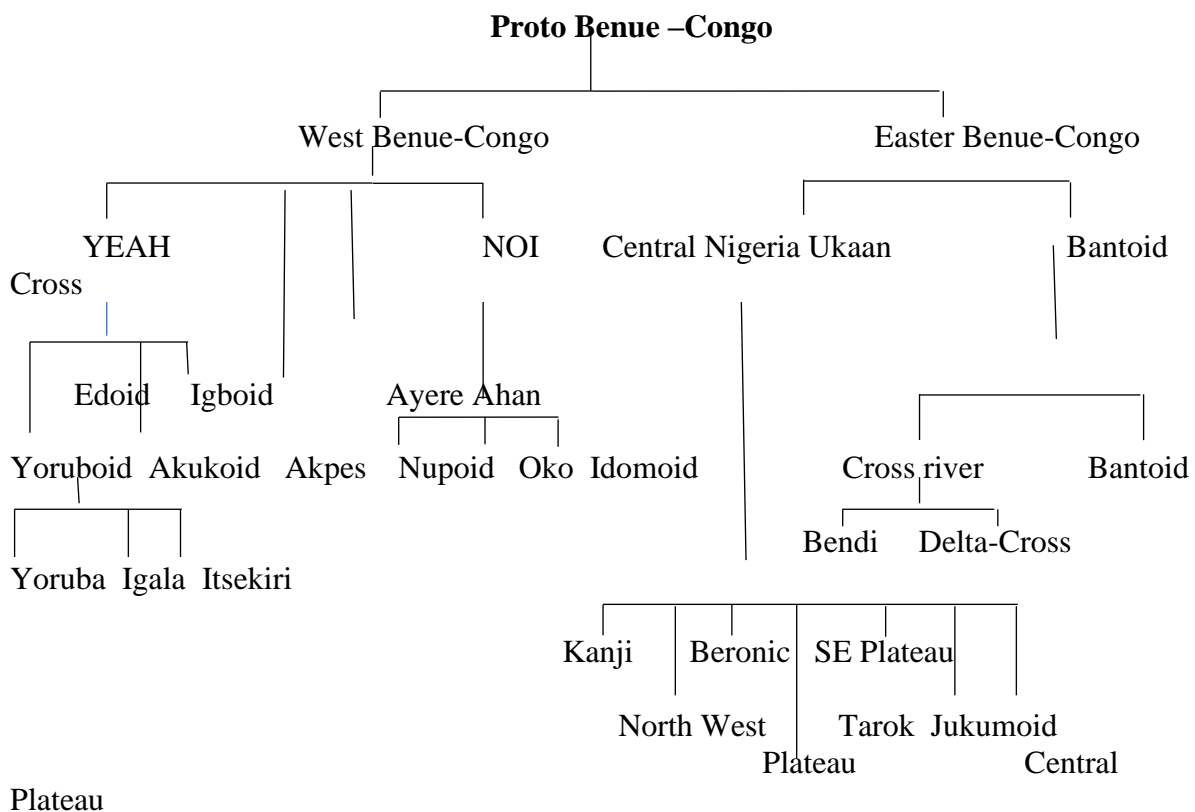 Proto Benue –Congo
West Benue-Congo Easter Benue-Congo
YEAH NOI Central Nigeria Ukaan Bantoid
Cross
Edoid Igboid Ayere Ahan
Yoruboid Akukoid Akpes Nupoid Oko Idomoid Cross river Bantoid
Bendi Delta-Cross
Yoruba Igala Itsekiri
Kanji Beronic SE Plateau
North West Tarok Jukumoid
Plateau Central
Plateau